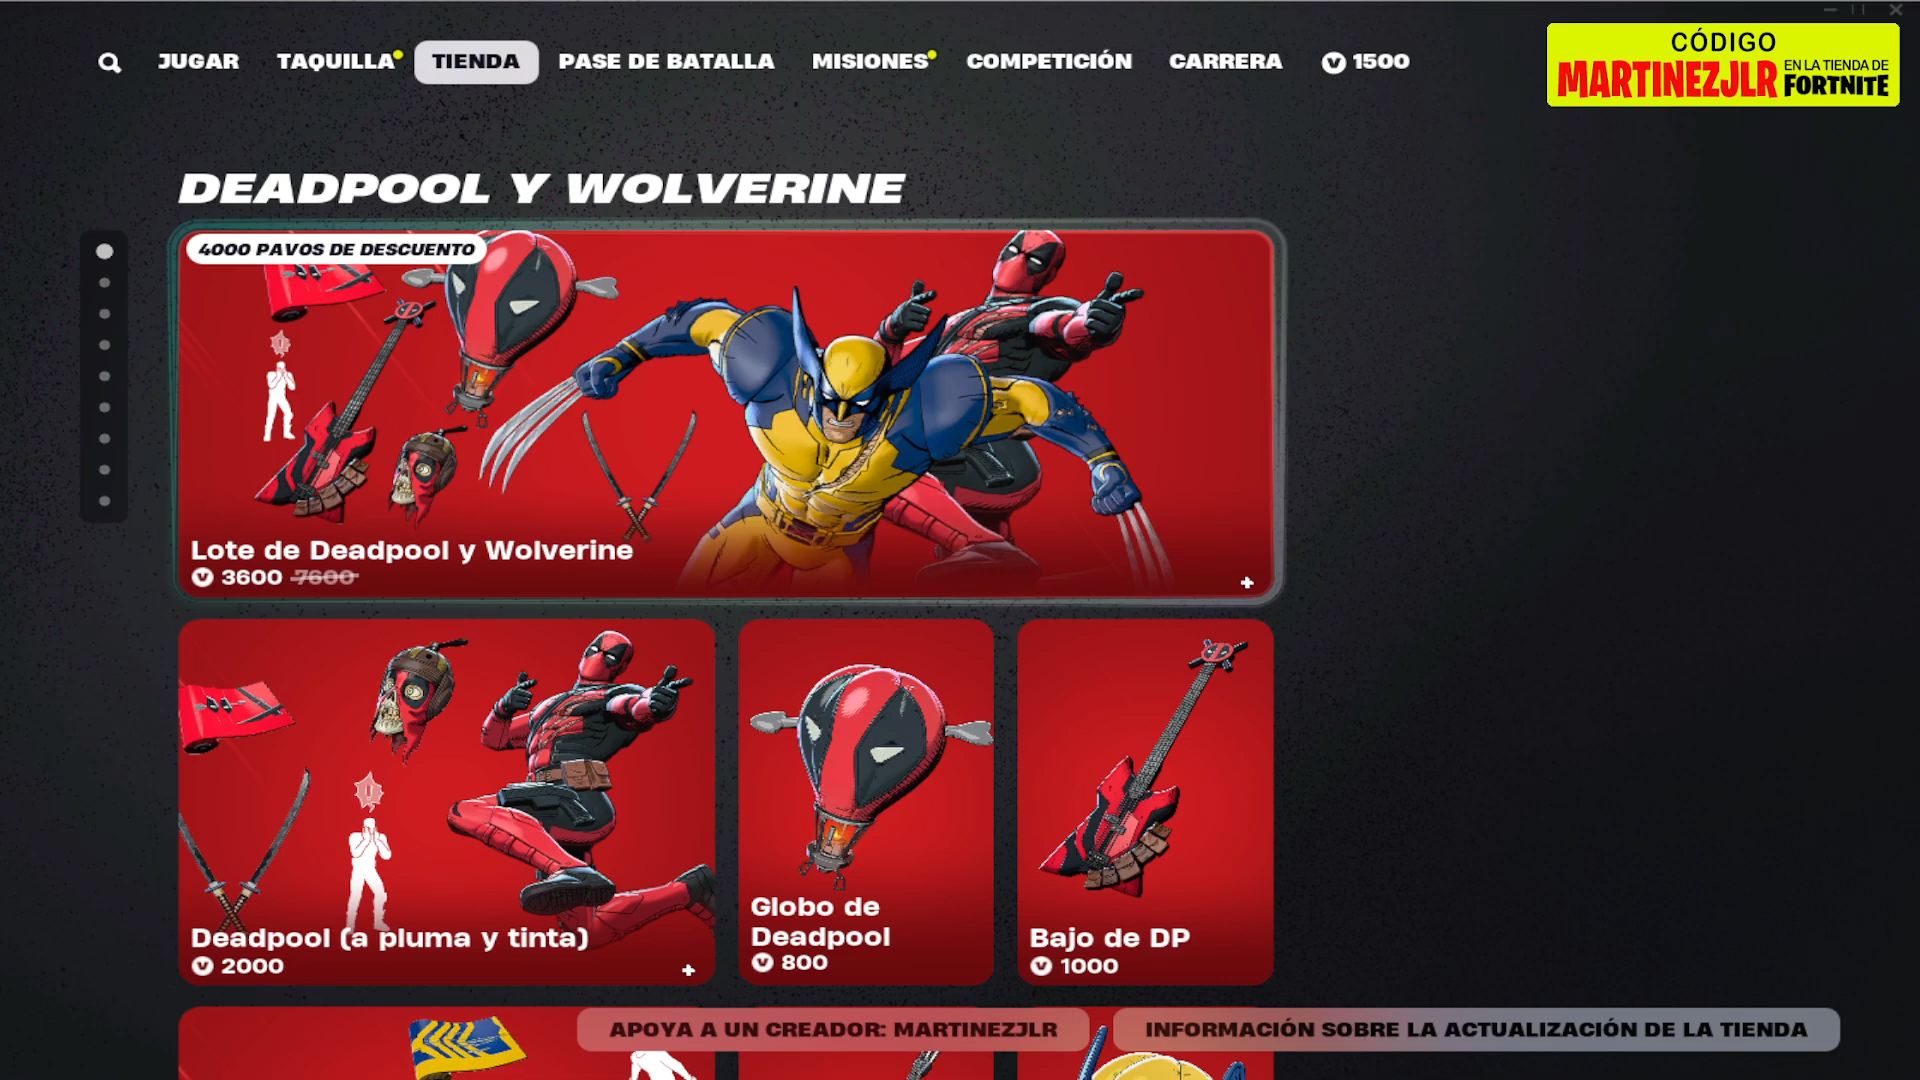 JUGAR TAQUILLA TIENDA PASE DE BATALLA MISIONES COMPETICIÓN CARRERA 1500
CÓDIGO
MARTINEZJLR EN LA TIENDA DE FORTNITE
DEADPOOL Y WOLVERINE
4000 PAVOS DE DESCUENTO
Lote de Deadpool y Wolverine
3600 7600
Deadpool (a pluma y tinta)
2000
Globo de
Deadpool
800
Bajo de DP
1000
APOYA A UN CREADOR: MARTINEZJLR
INFORMACIÓN SOBRE LA ACTUALIZACIÓN DE LA TIENDA